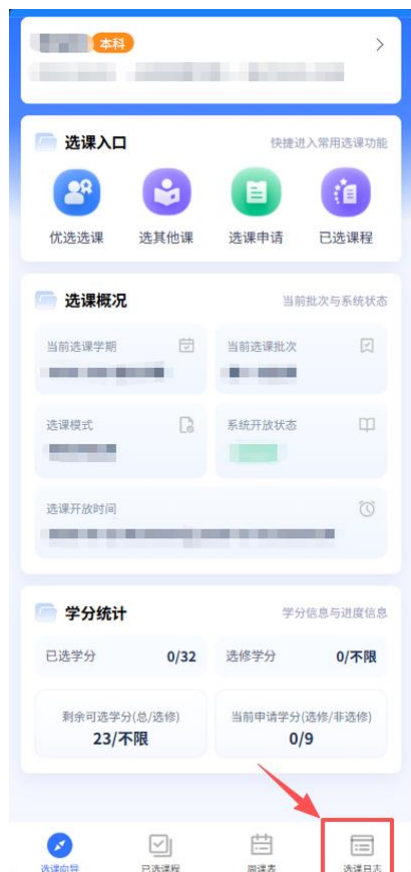 本科
选课入口
快捷进入常用选课功能
优选选课
选其他课
选课申请
已选课程
选课概况
当前批次与系统状态
当前选课学期
当前选课批次
选课模式
系统开放状态
选课开放时间
学分统计
学分信息与进度信息
已选学分
0/32
选修学分
0/不限
剩余可选学分(总/选修)
23/不限
当前申请学分(选修/非选修)
0/9
选课向导
已选课程
周课表
选课日志